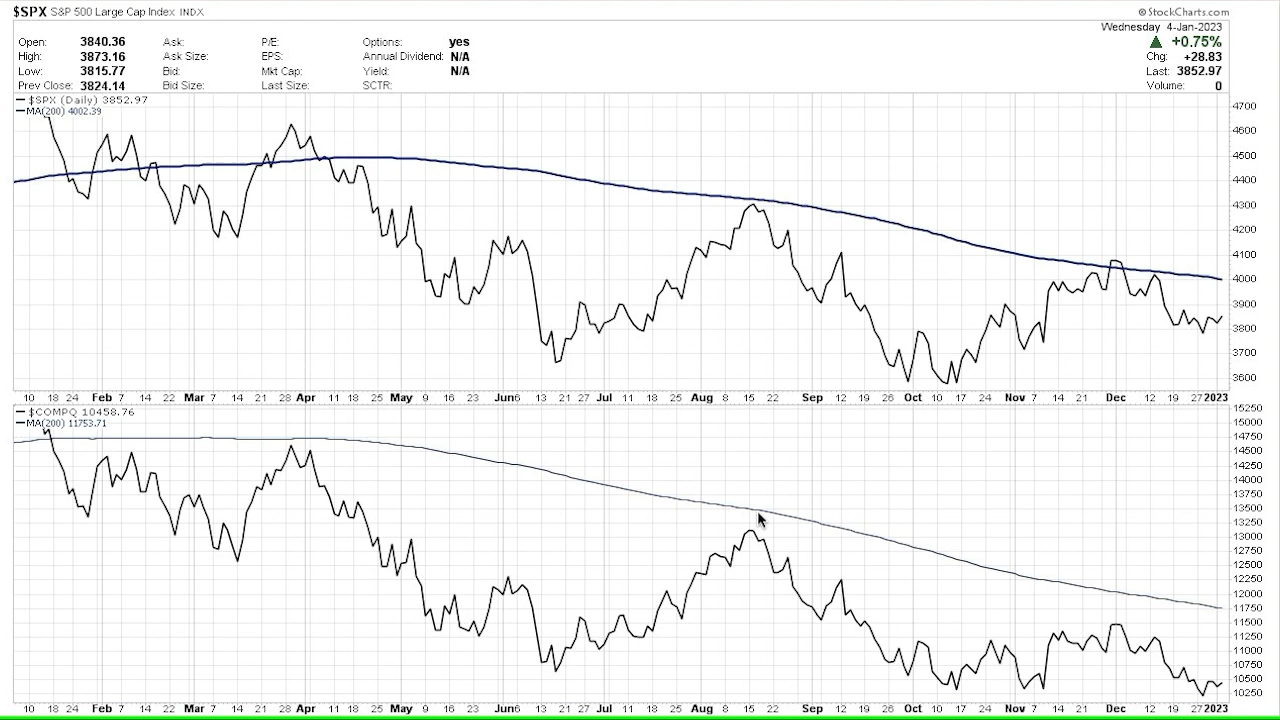 $SPX S&P 500 Large Cap Index INDX
© StockCharts.com
Wednesday 4-Jan-2023
Open: 3840.36 Ask: P/E: Options: yes ▲ +0.75%
High: 3873.16 Ask Size: EPS: Annual Dividend: N/A Chg: +28.83
Low: 3815.77 Bid: Mkt Cap: Yield: N/A Last: 3852.97
Prev Close: 3824.14 Bid Size: Last Size: SCTR: Volume: 0
— $SPX (Daily) 3852.97
— MA(200) 4002.39
4700
4600
4500
4400
4300
4200
4100
4000
3900
3800
3700
3600
10 18 24 Feb 7 14 22 Mar 7 14 21 28 Apr 11 18 25 May 9 16 23 Jun 6 13 21 27 Jul 11 18 25 Aug 8 15 22 Sep 12 19 26 Oct 10 17 24 Nov 7 14 21 Dec 12 19 27 2023
— $COMPQ 10458.76
— MA(200) 11753.71
15250
15000
14750
14500
14250
14000
13750
13500
13250
13000
12750
12500
12250
12000
11750
11500
11250
11000
10750
10500
10250
10 18 24 Feb 7 14 22 Mar 7 14 21 28 Apr 11 18 25 May 9 16 23 Jun 6 13 21 27 Jul 11 18 25 Aug 8 15 22 Sep 12 19 26 Oct 10 17 24 Nov 7 14 21 Dec 12 19 27 2023